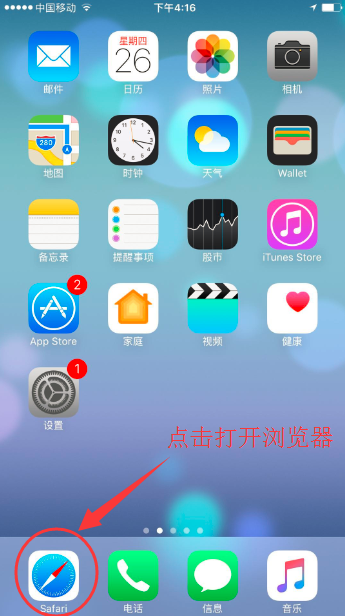 中国移动 下午4:16
星期四
26
邮件 日历 照片 相机
280
地图 时钟 天气 Wallet
备忘录 提醒事项 股市 iTunes Store
2
App Store 家庭 视频 健康
1
设置
点击打开浏览器
Safari 电话 信息 音乐